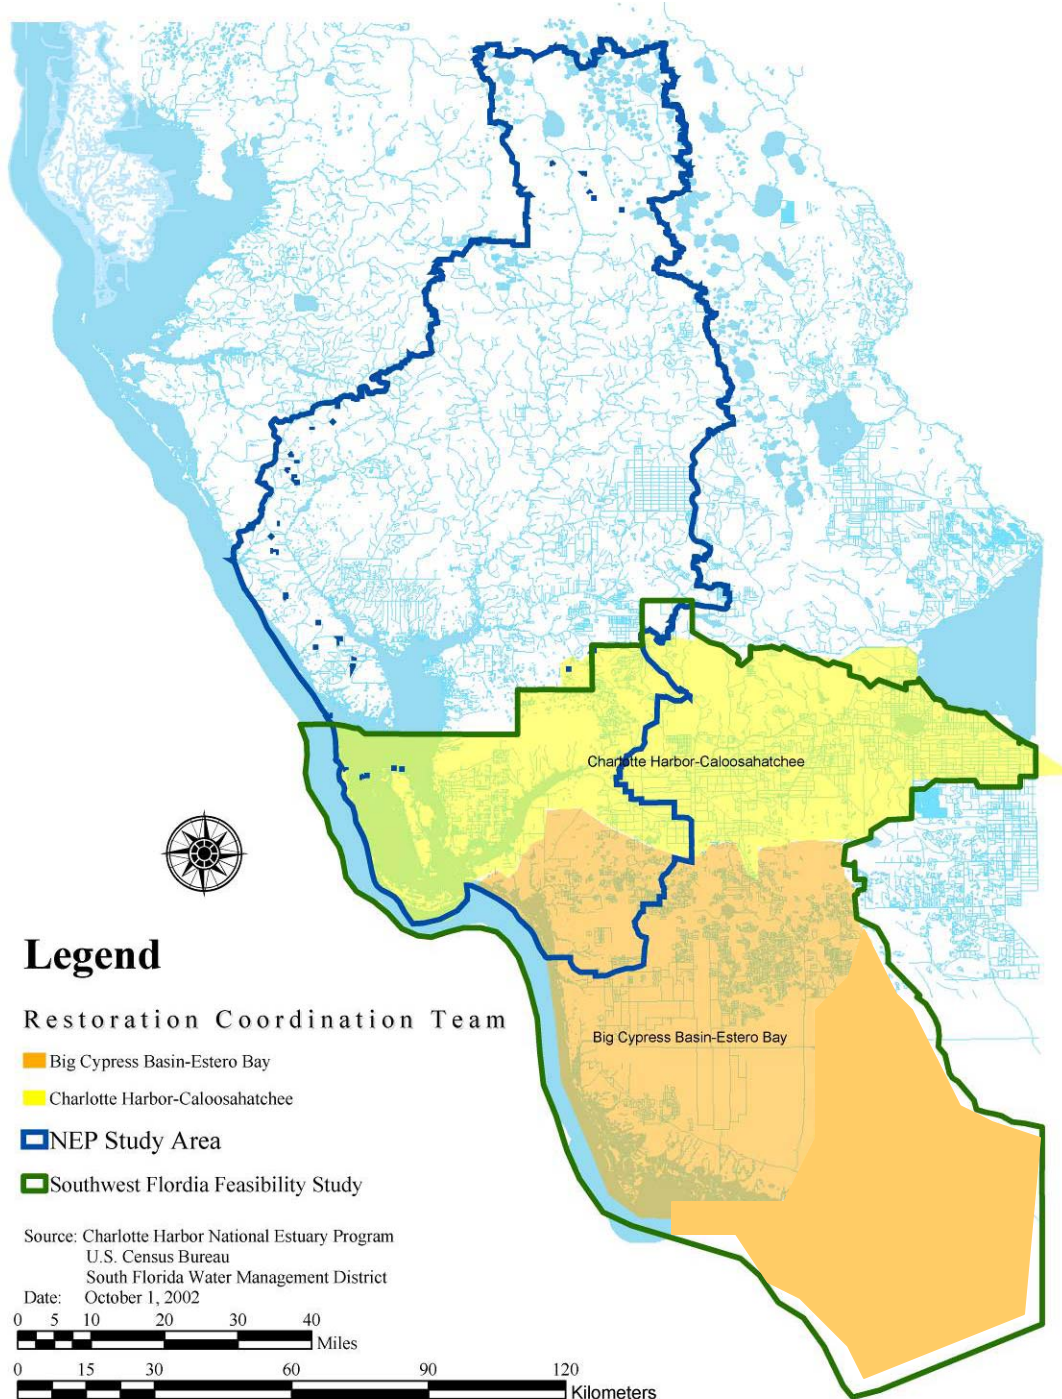 Charlotte Harbor-Caloosahatchee
Big Cypress Basin-Estero Bay
Legend
Restoration Coordination Team
Big Cypress Basin-Estero Bay
Charlotte Harbor-Caloosahatchee
NEP Study Area
Southwest Flordia Feasibility Study
Source: Charlotte Harbor National Estuary Program
U.S. Census Bureau
South Florida Water Management District
Date: October 1, 2002
0 5 10 20 30 40
Miles
0 15 30 60 90 120
Kilometers